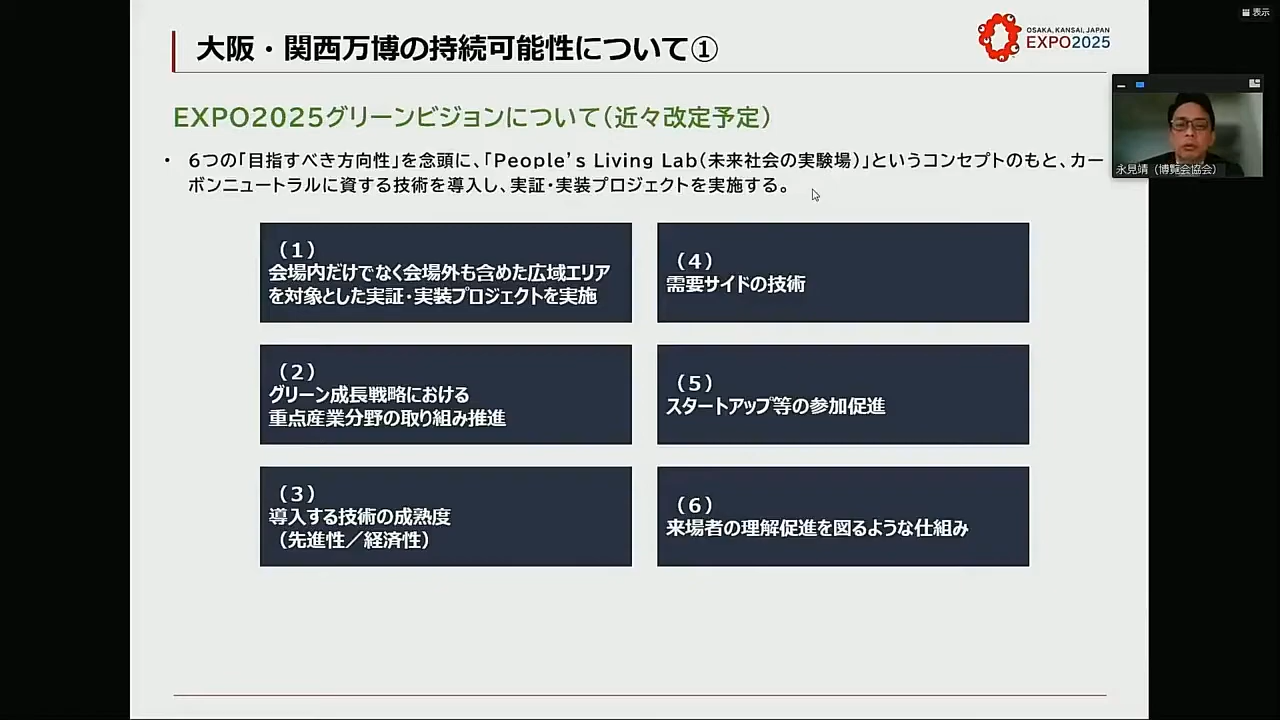 表示
大阪・関西万博の持続可能性について①
OSAKA, KANSAI, JAPAN
EXPO2025
EXPO2025グリーンビジョンについて(近々改定予定)
永見靖(博覧会協会)
・ 6つの「目指すべき方向性」を念頭に、「People's Living Lab(未来社会の実験場)」というコンセプトのもと、カー
ボンニュートラルに資する技術を導入し、実証・実装プロジェクトを実施する。
(1)
会場内だけでなく会場外も含めた広域エリア
を対象とした実証・実装プロジェクトを実施
(2)
グリーン成長戦略における
重点産業分野の取り組み推進
(3)
導入する技術の成熟度
(先進性/経済性)
(4)
需要サイドの技術
(5)
スタートアップ等の参加促進
(6)
来場者の理解促進を図るような仕組み